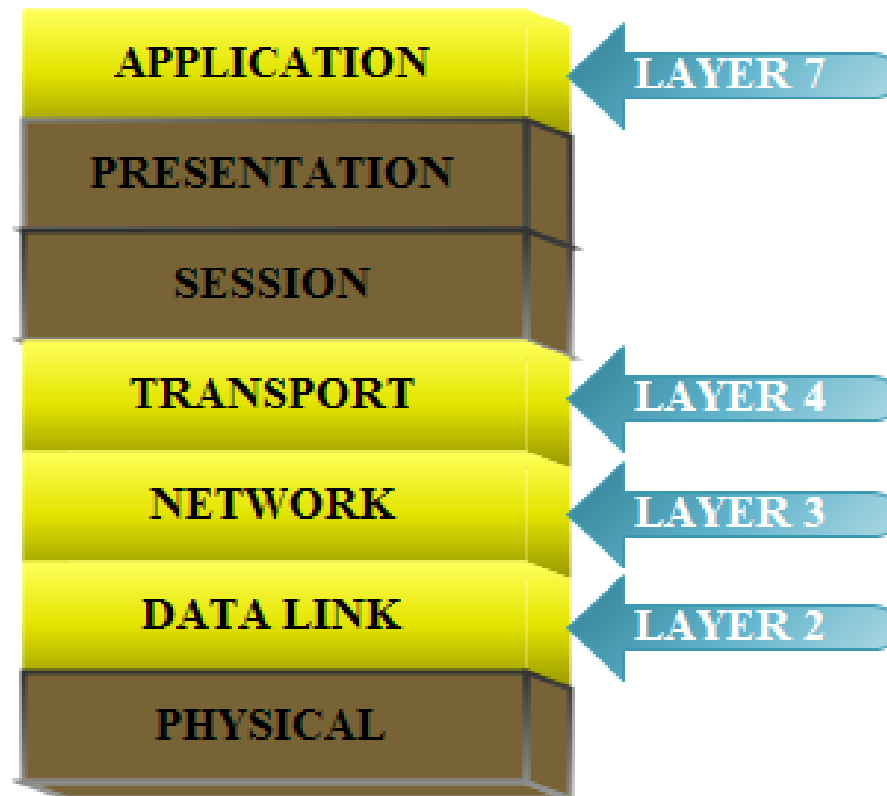 APPLICATION
LAYER 7
PRESENTATION
SESSION
TRANSPORT
LAYER 4
NETWORK
LAYER 3
DATA LINK
LAYER 2
PHYSICAL